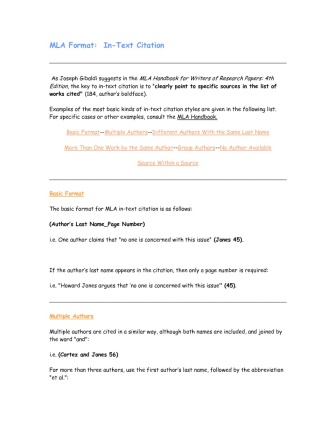 MLA Format:  In-Text Citation
As Joseph Gibaldi suggests in the MLA Handbook for Writers of Research Papers: 4th
Edition, the key to in-text citation is to "clearly point to specific sources in the list of
works cited" (184, author's boldface).
Examples of the most basic kinds of in-text citation styles are given in the following list.
For specific cases or other examples, consult the MLA Handbook.
Basic Format--Multiple Authors--Different Authors With the Same Last Name
More Than One Work by the Same Author--Group Authors--No Author Available
Source Within a Source
Basic Format
The basic format for MLA in-text citation is as follows:
(Author's Last Name_Page Number)
i.e. One author claims that "no one is concerned with this issue" (Jones 45).
If the author's last name appears in the citation, then only a page number is required:
i.e. "Howard Jones argues that 'no one is concerned with this issue'" (45).
Multiple Authors
Multiple authors are cited in a similar way, although both names are included, and joined by
the word "and":
i.e. (Cortez and Jones 56)
For more than three authors, use the first author's last name, followed by the abbreviation
"et al.":